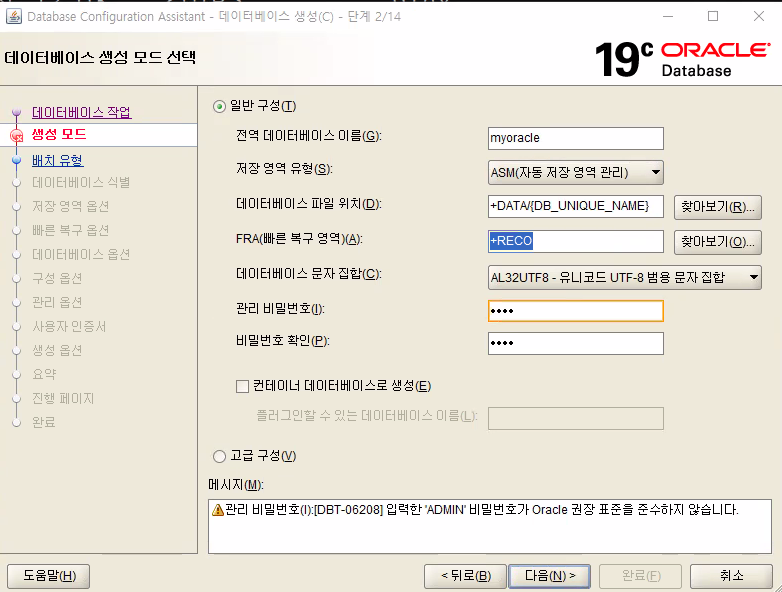 Database Configuration Assistant - 데이터베이스 생성(C) - 단계 2/14
데이터베이스 생성 모드 선택
19c ORACLE
Database
데이터베이스 작업
생성 모드
배치 유형
데이터베이스 식별
저장 영역 옵션
빠른 복구 옵션
데이터베이스 옵션
구성 옵션
관리 옵션
사용자 인증서
생성 옵션
요약
진행 페이지
완료
일반 구성(T)
전역 데이터베이스 이름(G): myoracle
저장 영역 유형(S): ASM(자동 저장 영역 관리)
데이터베이스 파일 위치(D): +DATA/{DB_UNIQUE_NAME} 찾아보기(R)...
FRA(빠른 복구 영역)(A): +RECO 찾아보기(O)...
데이터베이스 문자 집합(C): AL32UTF8 - 유니코드 UTF-8 범용 문자 집합
관리 비밀번호(I): ••••
비밀번호 확인(P): ••••
컨테이너 데이터베이스로 생성(E)
플러그인할 수 있는 데이터베이스 이름(L):
고급 구성(V)
메시지(M):
관리 비밀번호(I):[DBT-06208] 입력한 'ADMIN' 비밀번호가 Oracle 권장 표준을 준수하지 않습니다.
도움말(H) < 뒤로(B) 다음(N) > 완료(F) 취소